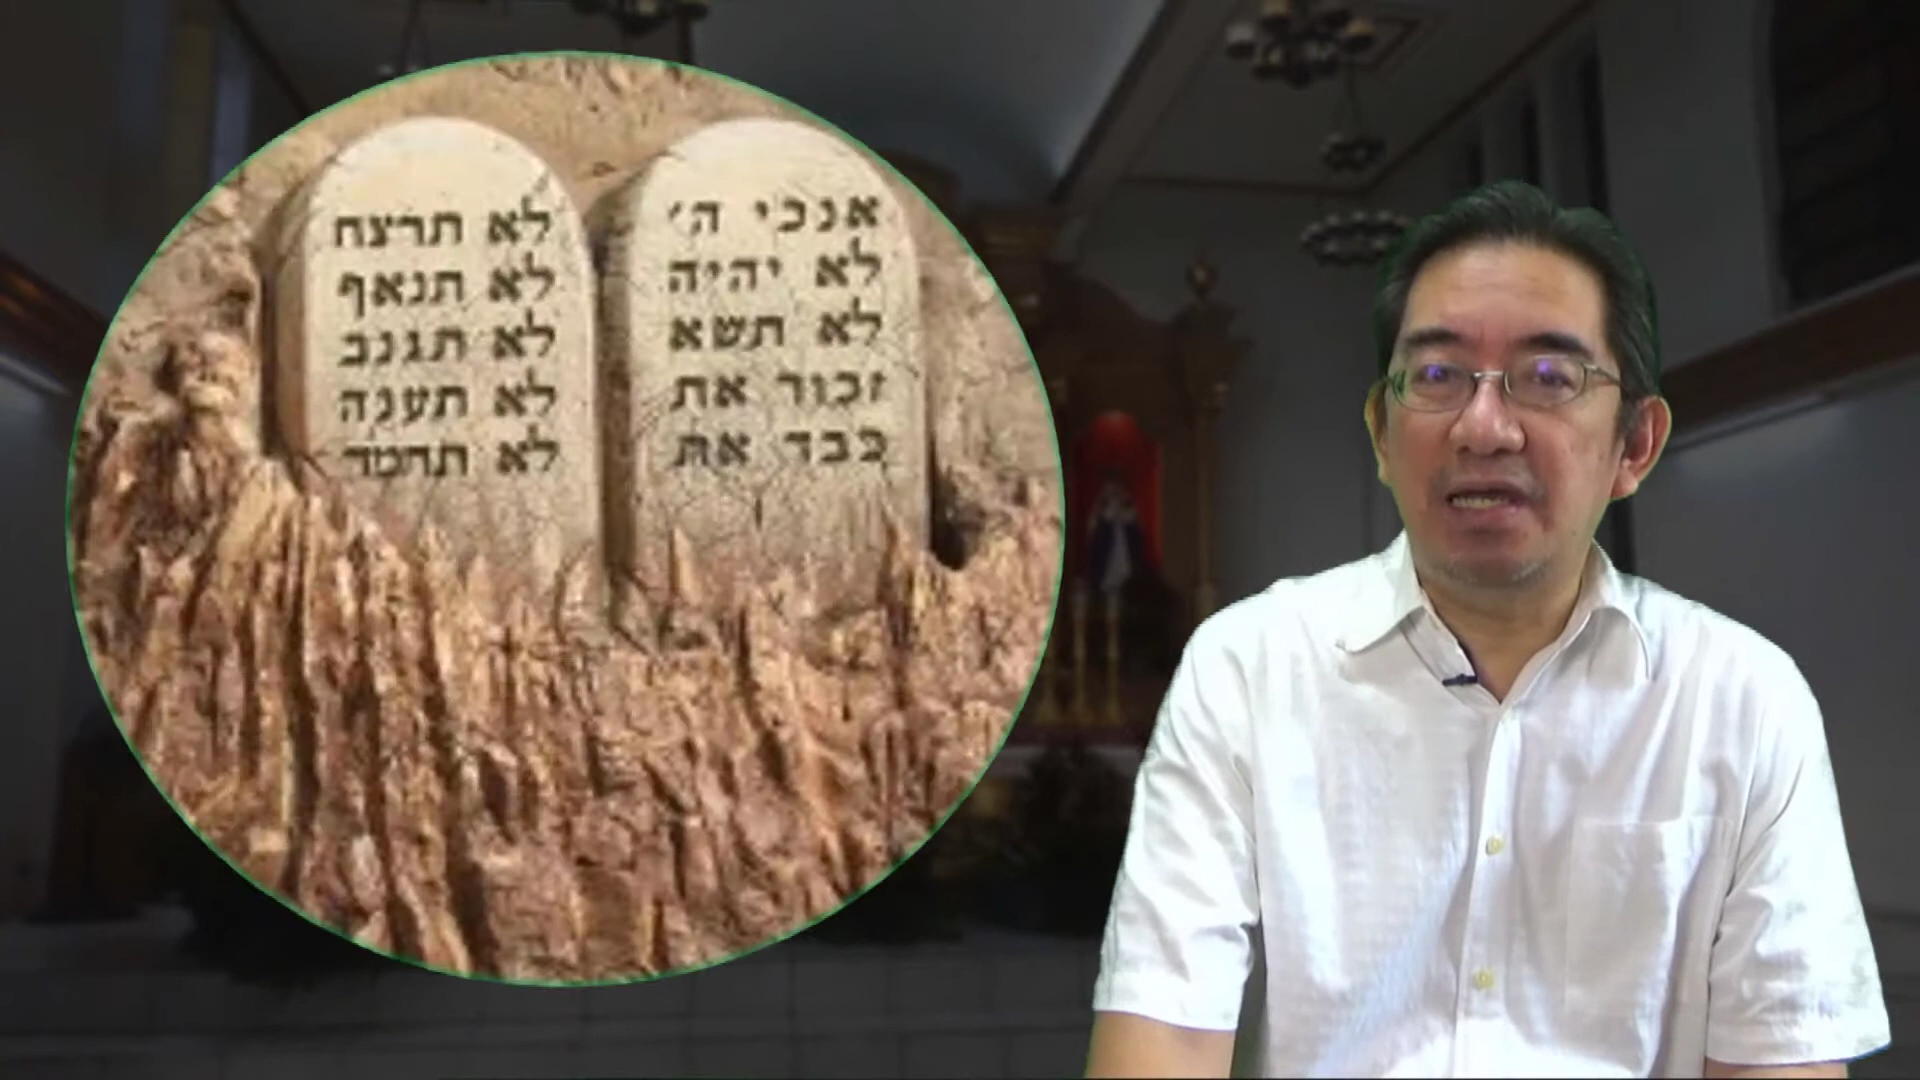 אנכי ה׳
לא יהיה
לא תשא
זכור את
כבד את
לא תרצח
לא תנאף
לא תגנב
לא תענה
לא תחמד